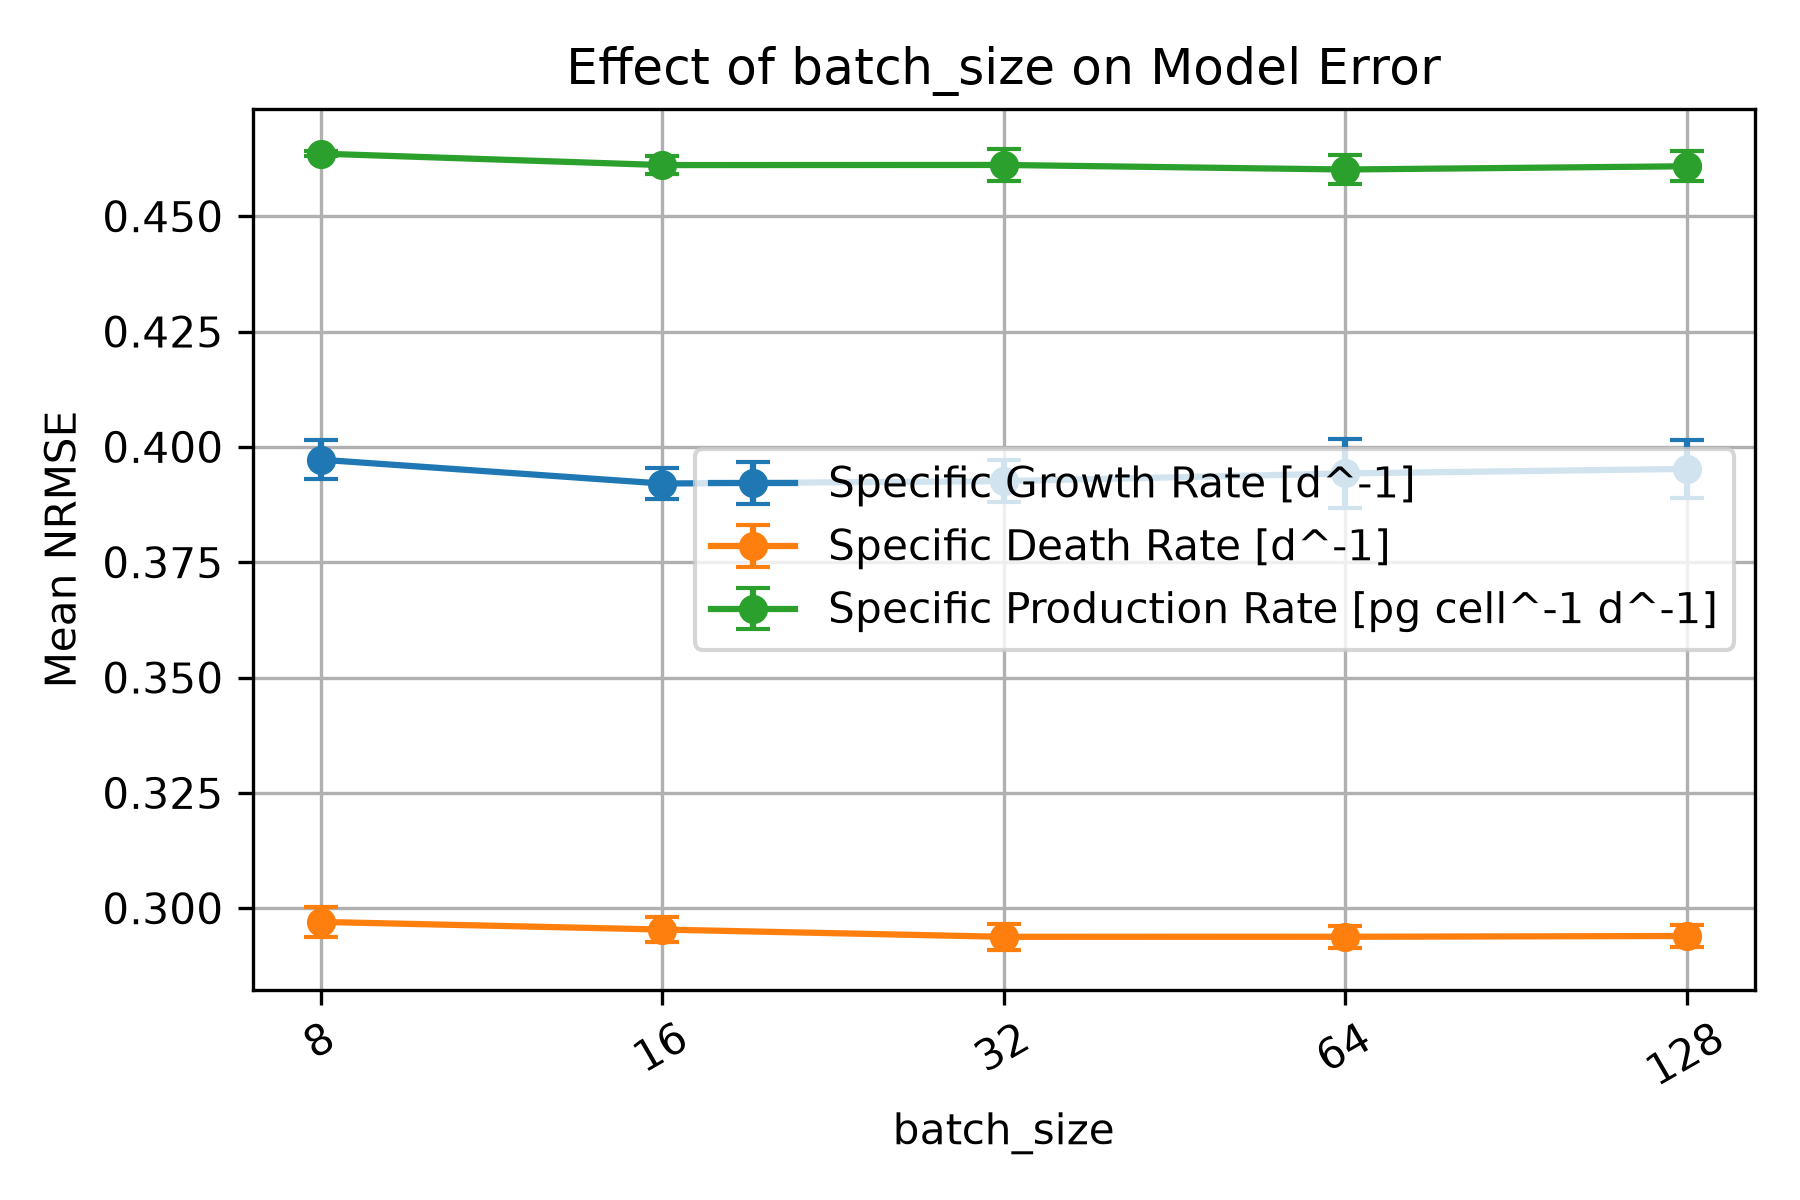 Effect of batch_size on Model Error
Mean NRMSE
0.450
0.425
0.400
0.375
0.350
0.325
0.300
Specific Growth Rate [d^-1]
Specific Death Rate [d^-1]
Specific Production Rate [pg cell^-1 d^-1]
8
16
32
64
128
batch_size